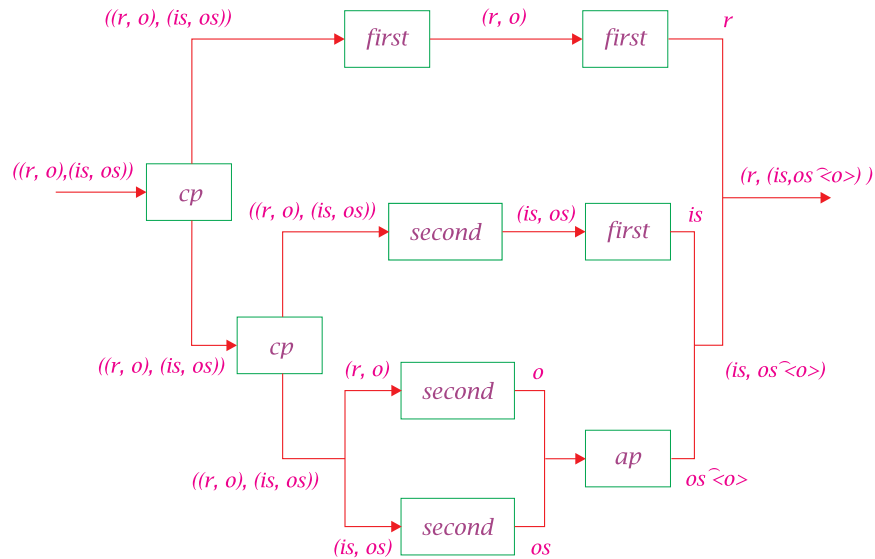 ((r, o), (is, os))
first
(r, o)
first
r
((r, o),(is, os))
cp
(r, (is,os⁀<o>) )
((r, o), (is, os))
second
(is, os)
first
is
((r, o), (is, os))
cp
(r, o)
second
o
(is, os⁀<o>)
((r, o), (is, os))
ap
os⁀<o>
(is, os)
second
os